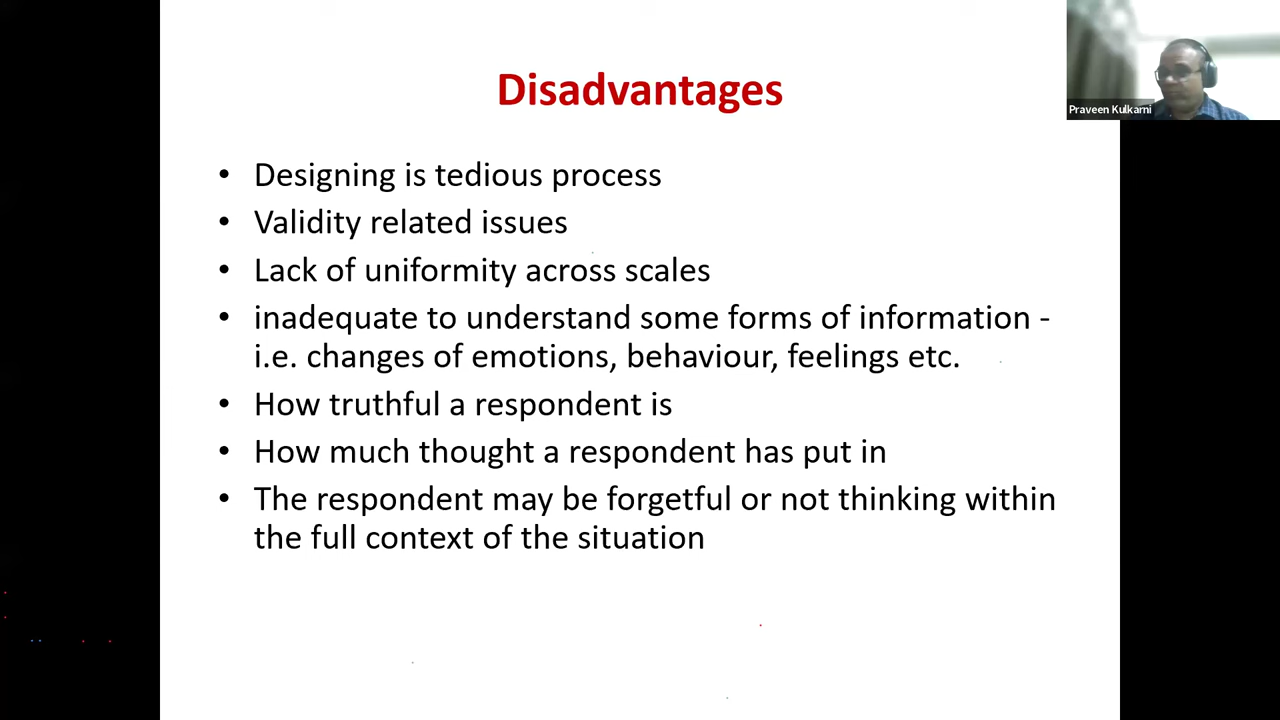 Disadvantages
Praveen Kulkarni
• Designing is tedious process
• Validity related issues
• Lack of uniformity across scales
• inadequate to understand some forms of information -
i.e. changes of emotions, behaviour, feelings etc.
• How truthful a respondent is
• How much thought a respondent has put in
• The respondent may be forgetful or not thinking within
the full context of the situation